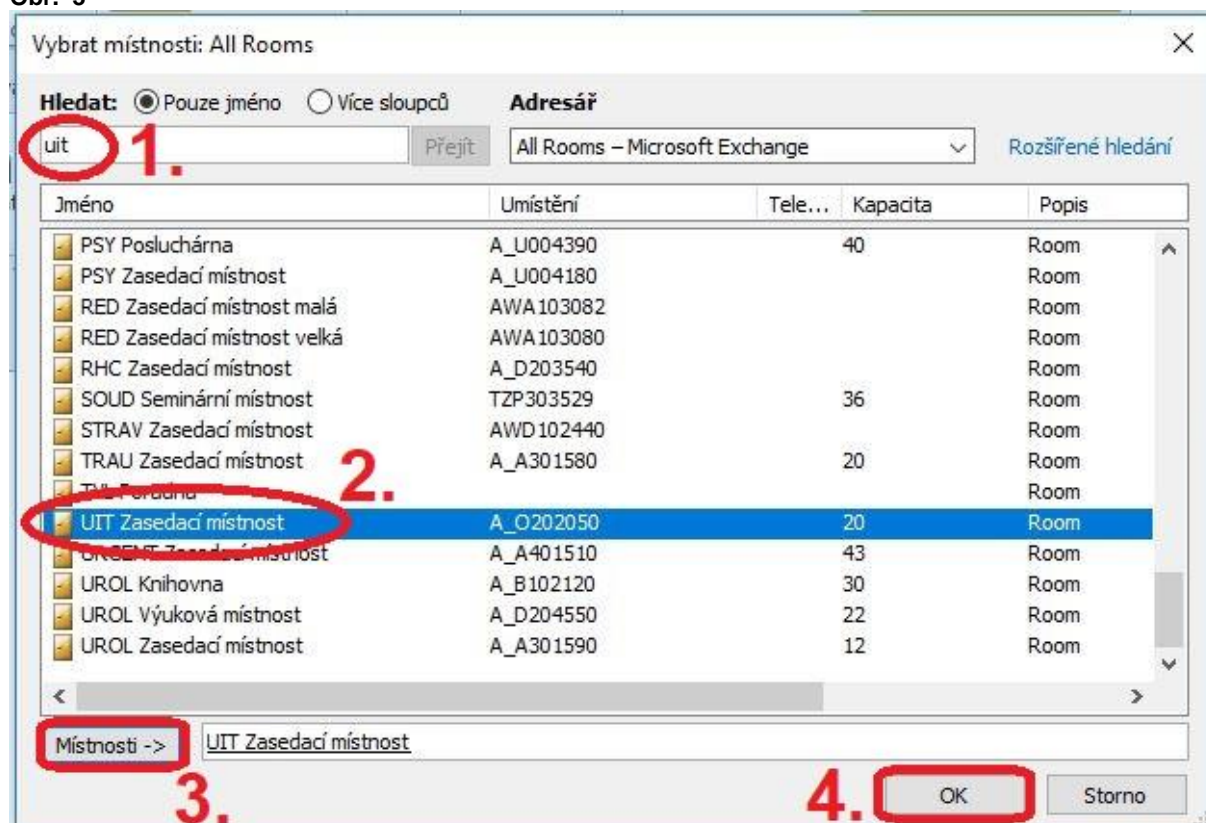 Vybrat místnosti: All Rooms
Hledat: Pouze jméno Více sloupců Adresář
uit 1. Přejít All Rooms – Microsoft Exchange Rozšířené hledání
Jméno Umístění Tele... Kapacita Popis
PSY Posluchárna A_U004390 40 Room
PSY Zasedací místnost A_U004180 Room
RED Zasedací místnost malá AWA103082 Room
RED Zasedací místnost velká AWA103080 Room
RHC Zasedací místnost A_D203540 Room
SOUD Seminární místnost TZP303529 36 Room
STRAV Zasedací místnost AWD102440 Room
TRAU Zasedací místnost A_A301580 20 Room
2.
Room
UIT Zasedací místnost A_O202050 20 Room
URGENT Zasedací místnost A_A401510 43 Room
UROL Knihovna A_B102120 30 Room
UROL Výuková místnost A_D204550 22 Room
UROL Zasedací místnost A_A301590 12 Room
Místnosti -> UIT Zasedací místnost
3. 4. OK Storno